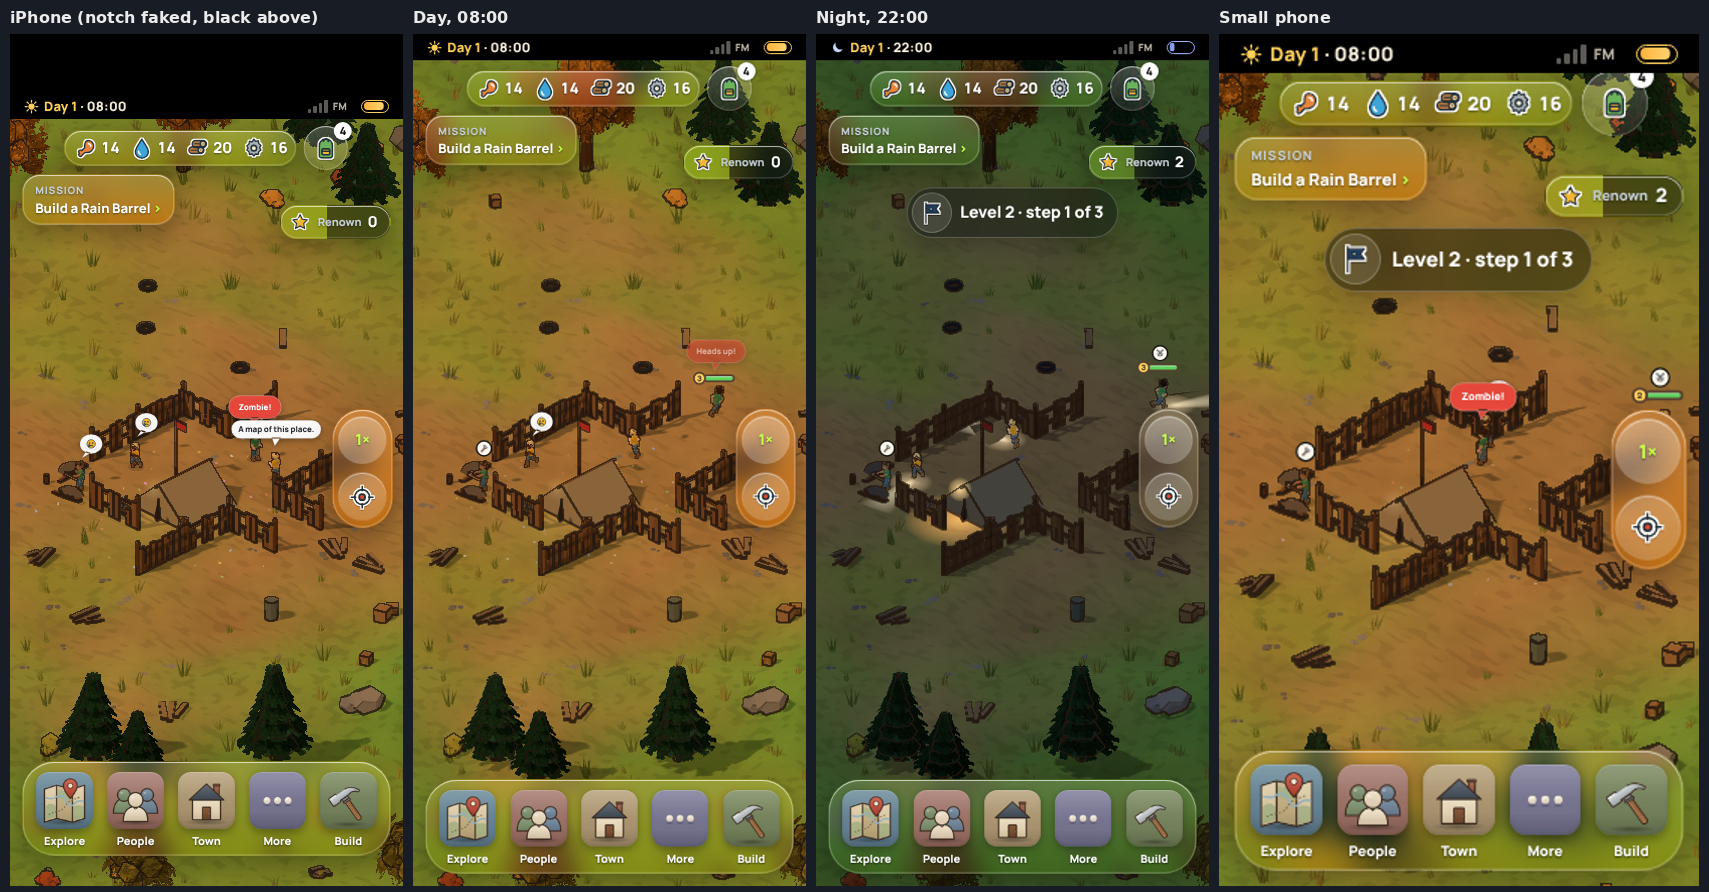 iPhone (notch faked, black above)
Day 1 · 08:00
FM
14 14 20 16
4
MISSION
Build a Rain Barrel ›
Renown 0
Zombie!
A map of this place.
1×
Explore People Town More Build
Day, 08:00
Day 1 · 08:00
FM
14 14 20 16
4
MISSION
Build a Rain Barrel ›
Renown 0
Heads up!
3
1×
Explore People Town More Build
Night, 22:00
Day 1 · 22:00
FM
14 14 20 16
4
MISSION
Build a Rain Barrel ›
Renown 2
Level 2 · step 1 of 3
3
1×
Explore People Town More Build
Small phone
Day 1 · 08:00
FM
14 14 20 16
4
MISSION
Build a Rain Barrel ›
Renown 2
Level 2 · step 1 of 3
2
Zombie!
1×
Explore People Town More Build